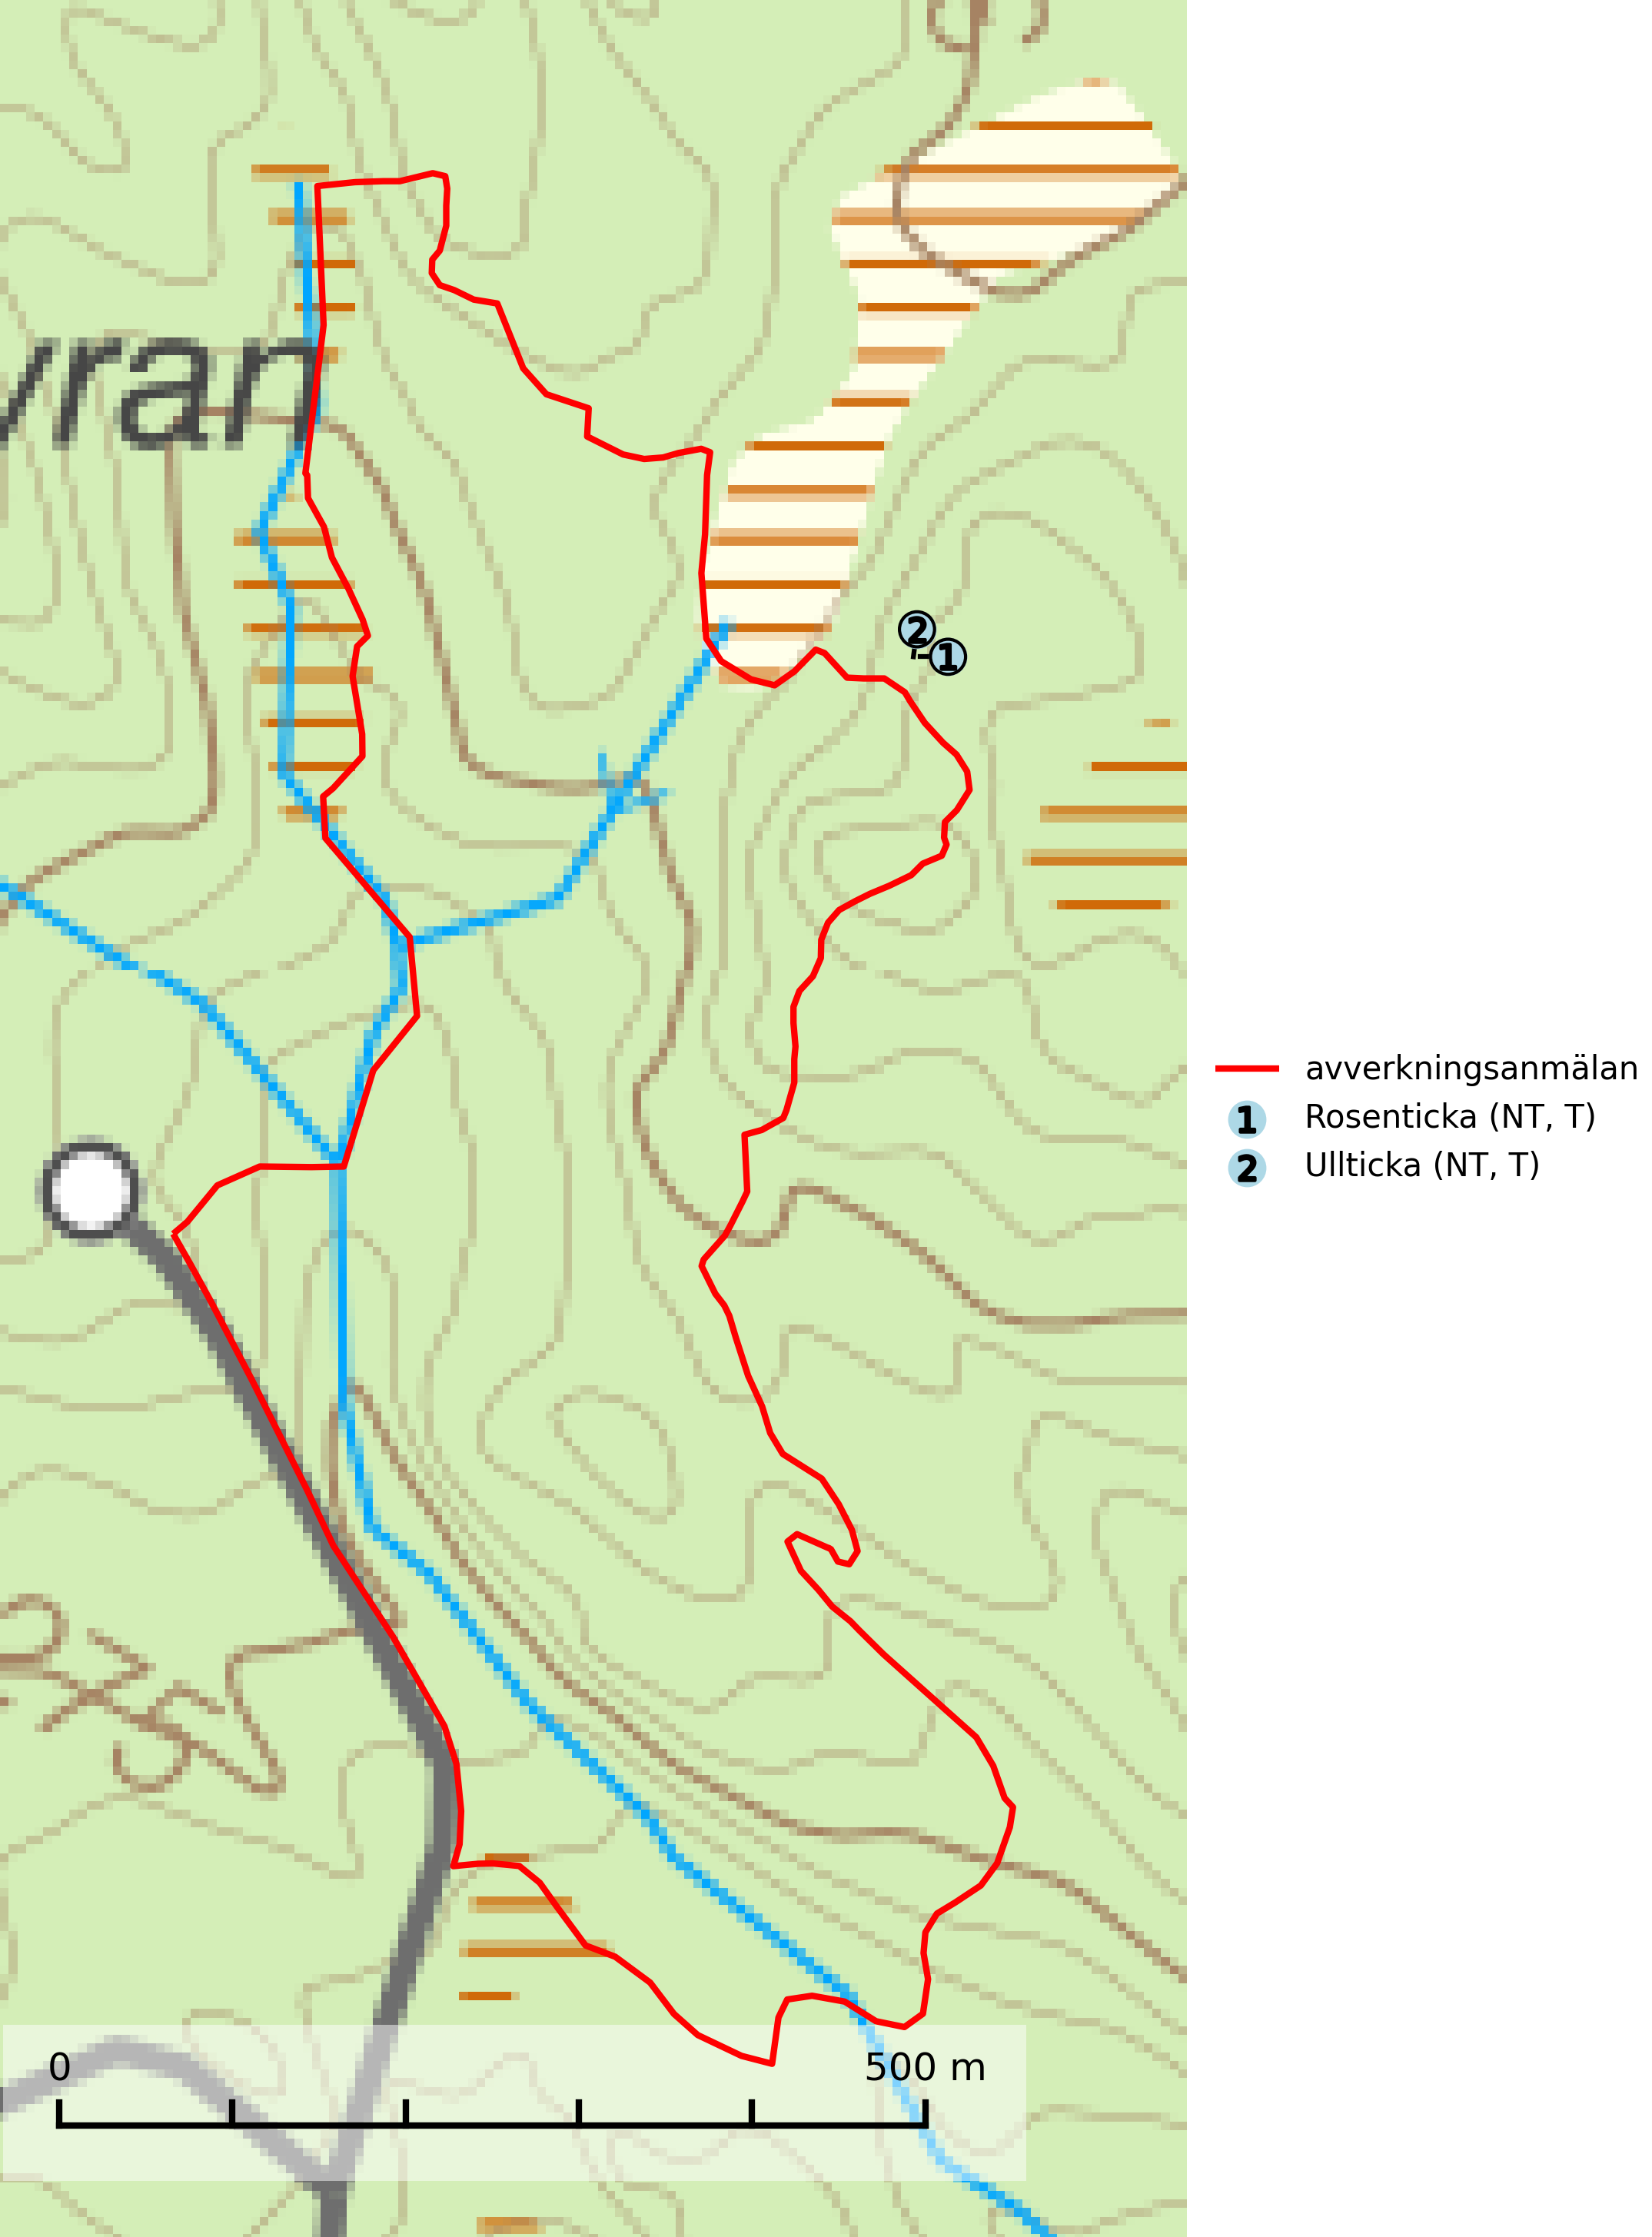 vran
2
1
avverkningsanmälan
1 Rosenticka (NT, T)
2 Ullticka (NT, T)
0 500 m